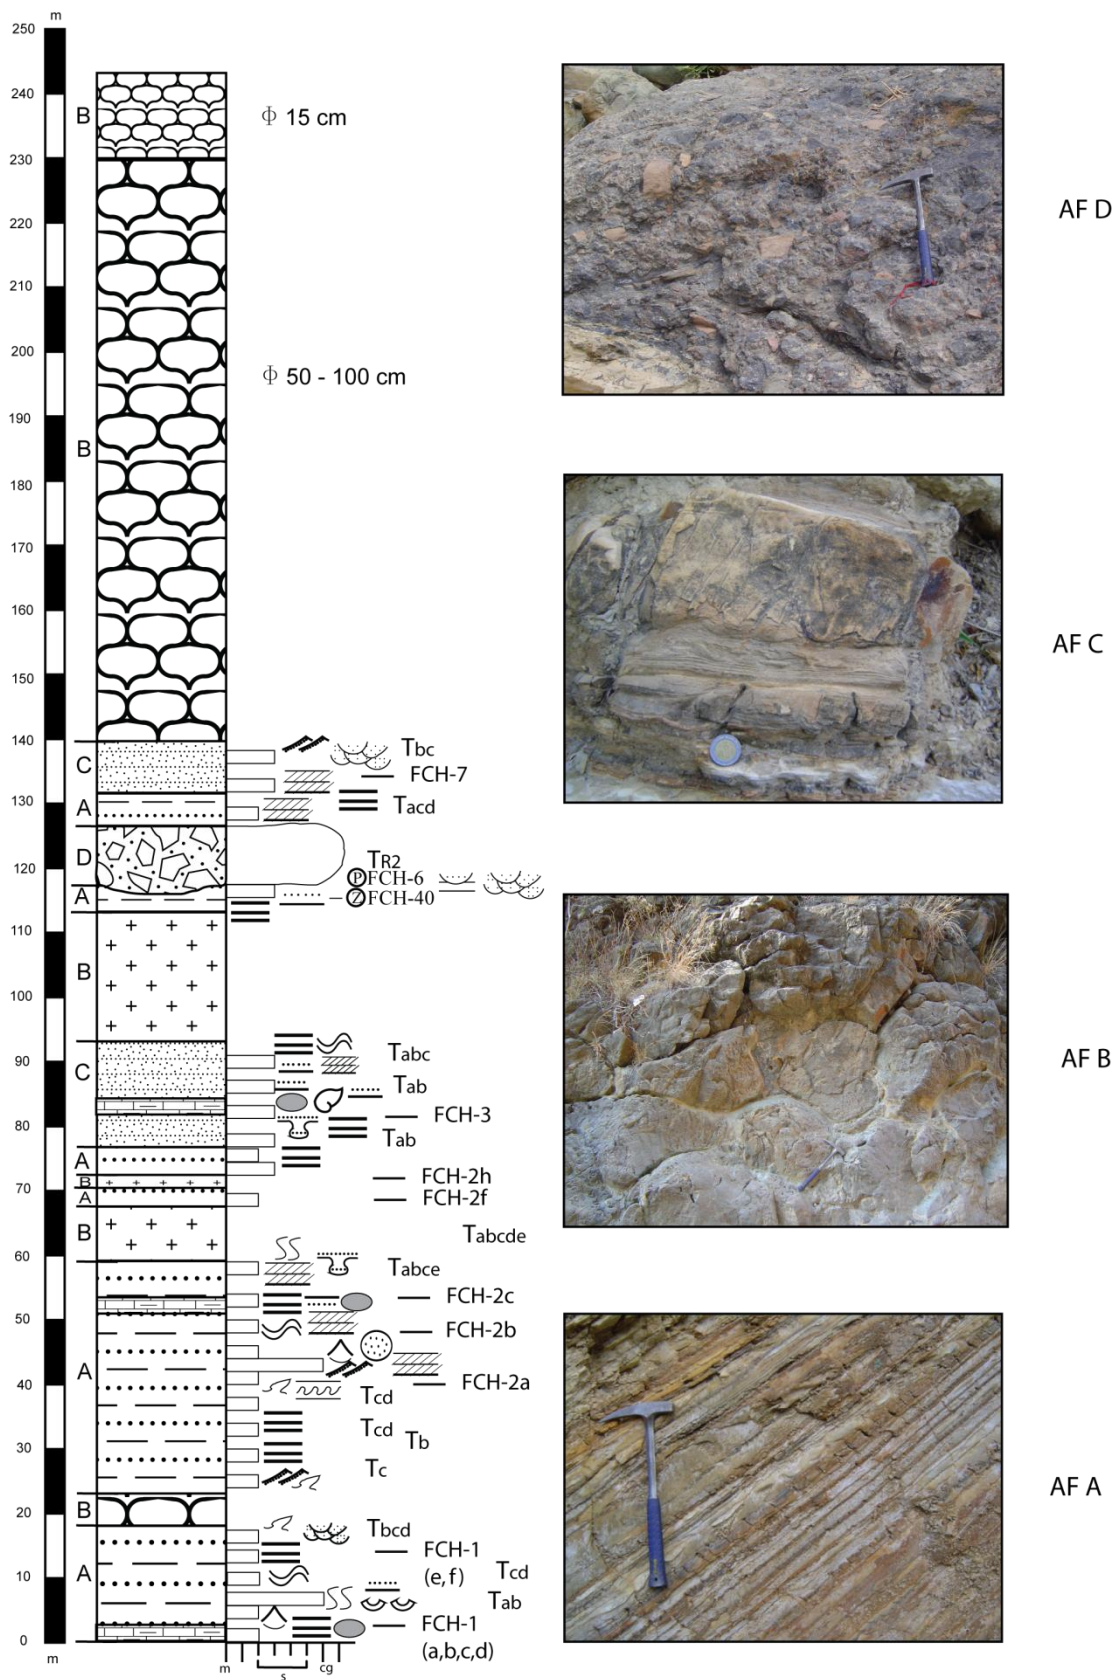 m
250
240
B
Φ 15 cm
230
220
210
AF D
200
Φ 50 - 100 cm
190
B
180
170
160
AF C
150
140
Tbc
C
FCH-7
130
A
Tacd
D
120
TR2
P FCH-6
A
Z FCH-40
110
B
100
90
Tabc
C
Tab
AF B
FCH-3
80
Tab
A
B
FCH-2h
70
A
FCH-2f
B
Tabcde
60
Tabce
FCH-2c
50
FCH-2b
A
40
FCH-2a
Tcd
Tcd
30
Tb
Tc
AF A
20
B
Tbcd
FCH-1
(e,f)
Tcd
A
10
Tab
FCH-1
(a,b,c,d)
0
m
m
s
cg